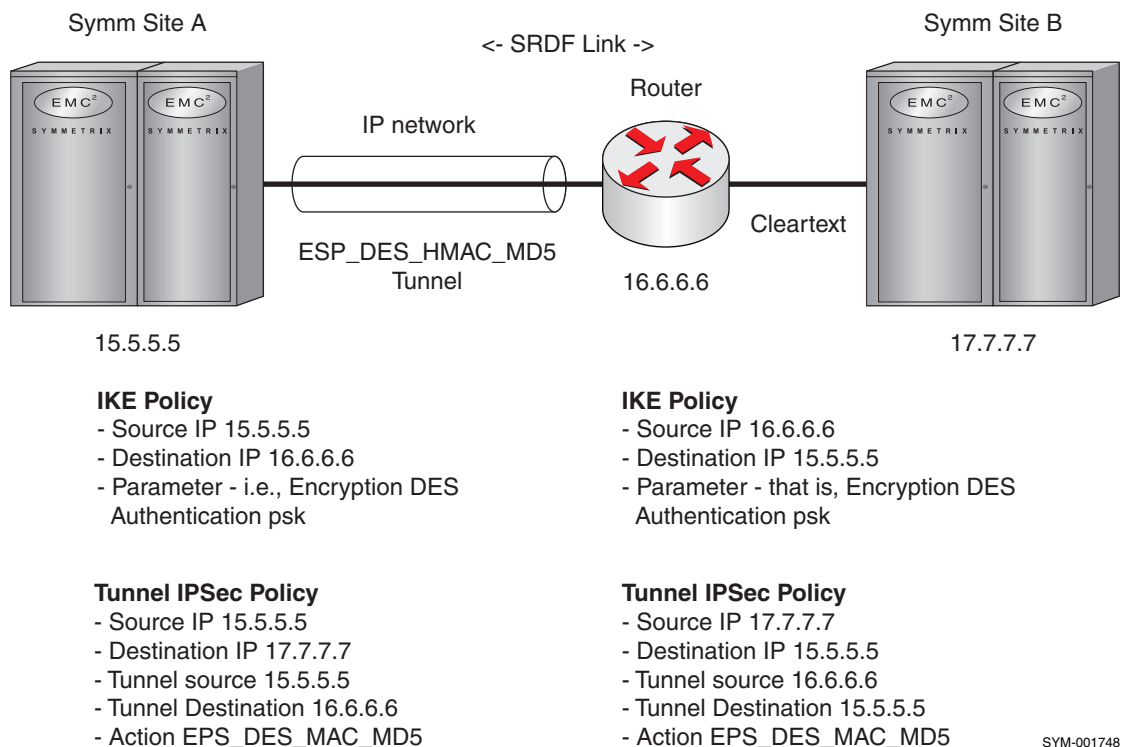 Symm Site A
<- SRDF Link ->
Symm Site B
EMC²
SYMMETRIX
EMC²
SYMMETRIX
IP network
Router
EMC²
SYMMETRIX
EMC²
SYMMETRIX
ESP_DES_HMAC_MD5
Tunnel
Cleartext
16.6.6.6
15.5.5.5
17.7.7.7
IKE Policy
- Source IP 15.5.5.5
- Destination IP 16.6.6.6
- Parameter - i.e., Encryption DES
Authentication psk
IKE Policy
- Source IP 16.6.6.6
- Destination IP 15.5.5.5
- Parameter - that is, Encryption DES
Authentication psk
Tunnel IPSec Policy
- Source IP 15.5.5.5
- Destination IP 17.7.7.7
- Tunnel source 15.5.5.5
- Tunnel Destination 16.6.6.6
- Action EPS_DES_MAC_MD5
Tunnel IPSec Policy
- Source IP 17.7.7.7
- Destination IP 15.5.5.5
- Tunnel source 16.6.6.6
- Tunnel Destination 15.5.5.5
- Action EPS_DES_MAC_MD5
SYM-001748